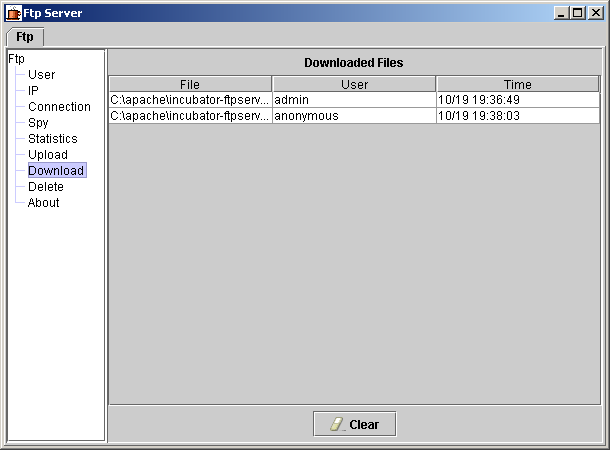 Ftp Server
Ftp
Ftp
User
IP
Connection
Spy
Statistics
Upload
Download
Delete
About
Downloaded Files
File User Time
C:\apache\incubator-ftpserv... admin 10/19 19:36:49
C:\apache\incubator-ftpserv... anonymous 10/19 19:38:03
Clear